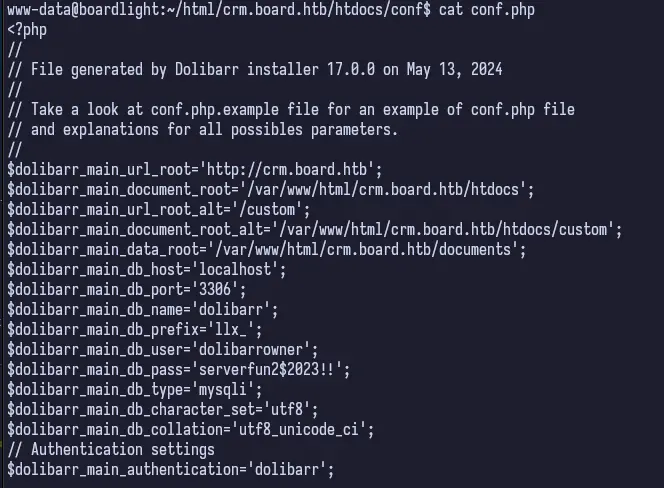 www-data@boardlight:~/html/crm.board.htb/htdocs/conf$ cat conf.php
<?php
//
// File generated by Dolibarr installer 17.0.0 on May 13, 2024
//
// Take a look at conf.php.example file for an example of conf.php file
// and explanations for all possibles parameters.
//
$dolibarr_main_url_root='http://crm.board.htb';
$dolibarr_main_document_root='/var/www/html/crm.board.htb/htdocs';
$dolibarr_main_url_root_alt='/custom';
$dolibarr_main_document_root_alt='/var/www/html/crm.board.htb/htdocs/custom';
$dolibarr_main_data_root='/var/www/html/crm.board.htb/documents';
$dolibarr_main_db_host='localhost';
$dolibarr_main_db_port='3306';
$dolibarr_main_db_name='dolibarr';
$dolibarr_main_db_prefix='llx_';
$dolibarr_main_db_user='dolibarrowner';
$dolibarr_main_db_pass='serverfun2$2023!!';
$dolibarr_main_db_type='mysqli';
$dolibarr_main_db_character_set='utf8';
$dolibarr_main_db_collation='utf8_unicode_ci';
// Authentication settings
$dolibarr_main_authentication='dolibarr';